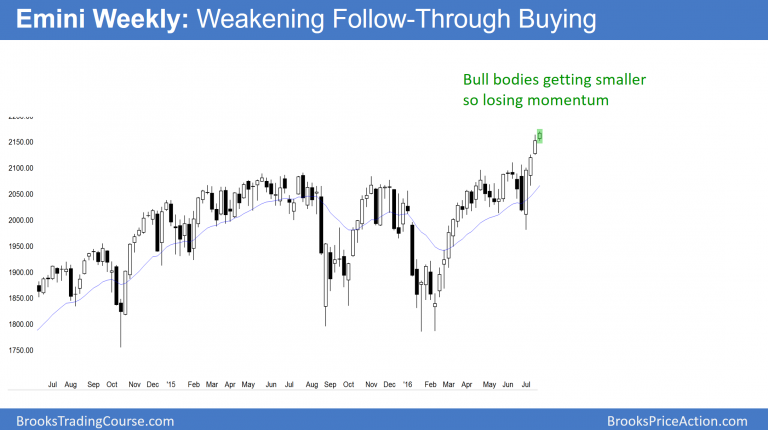 Emini Weekly: Weakening Follow-Through Buying
Bull bodies getting smaller
so losing momentum
2150.00
2100.00
2050.00
2000.00
1950.00
1900.00
1850.00
1800.00
1750.00
Jul Aug Sep Oct Nov Dec '15 Feb Mar Apr May Jun Jul Aug Sep Oct Nov Dec '16 Feb Mar Apr May Jun Jul
BrooksTradingCourse.com BrooksPriceAction.com